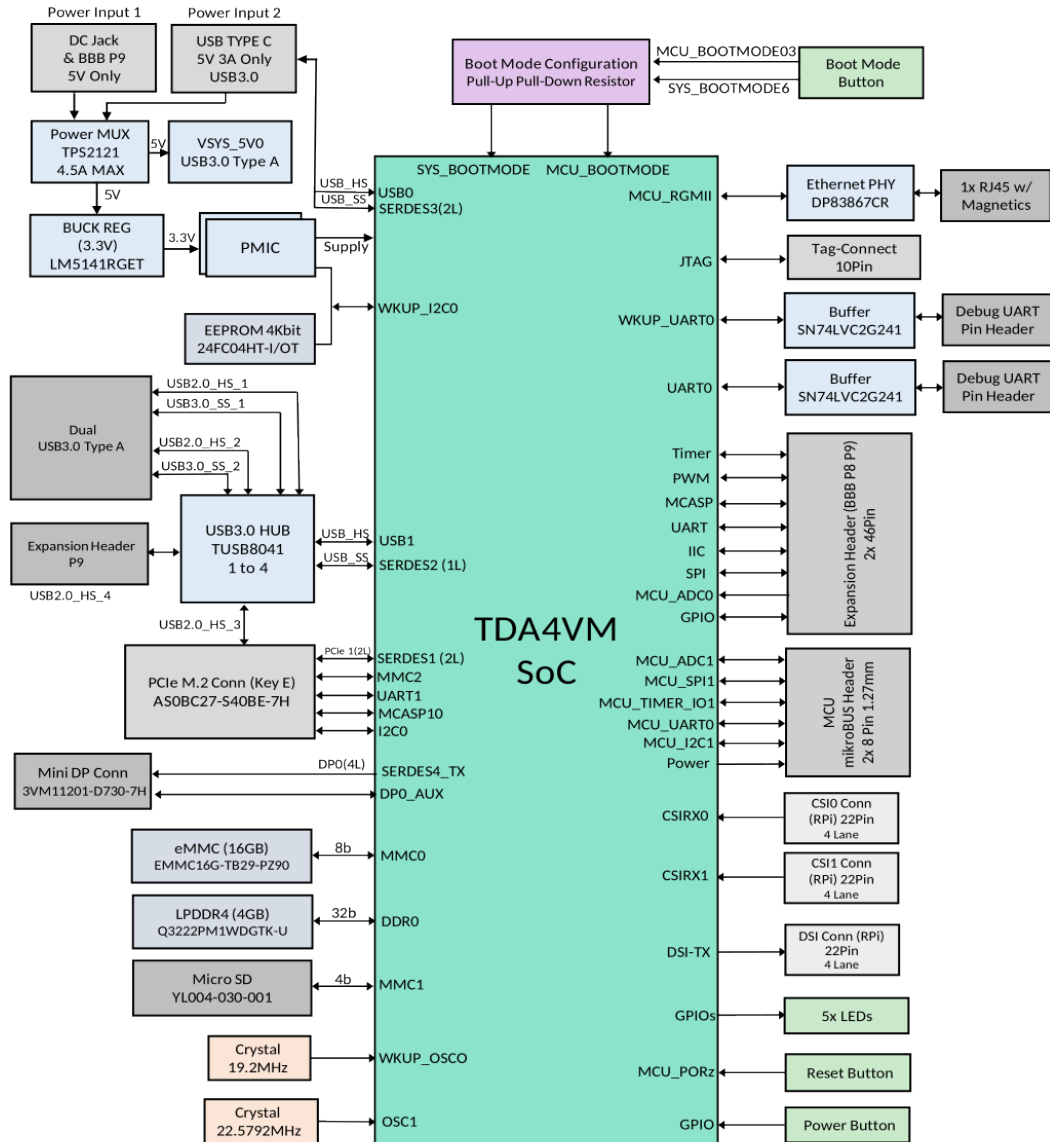 Power Input 1
Power Input 2
DC Jack
& BBB P9
5V Only
USB TYPE C
5V 3A Only
USB3.0
Boot Mode Configuration
Pull-Up Pull-Down Resistor
MCU_BOOTMODE03
SYS_BOOTMODE6
Boot Mode
Button
Power MUX
TPS2121
4.5A MAX
5V
VSYS_5V0
USB3.0 Type A
5V
BUCK REG
(3.3V)
LM5141RGET
3.3V
PMIC
Supply
EEPROM 4Kbit
24FC04HT-I/OT
USB_HS
USB_SS
SYS_BOOTMODE
MCU_BOOTMODE
USB0
SERDES3(2L)
WKUP_I2C0
Dual
USB3.0 Type A
USB2.0_HS_1
USB3.0_SS_1
USB2.0_HS_2
USB3.0_SS_2
Expansion Header
P9
USB2.0_HS_4
USB3.0 HUB
TUSB8041
1 to 4
USB_HS
USB_SS
USB1
SERDES2 (1L)
USB2.0_HS_3
PCIe M.2 Conn (Key E)
AS0BC27-S40BE-7H
PCIe 1(2L)
SERDES1 (2L)
MMC2
UART1
MCASP10
I2C0
Mini DP Conn
3VM11201-D730-7H
DP0(4L)
SERDES4_TX
DP0_AUX
eMMC (16GB)
EMMC16G-TB29-PZ90
8b
MMC0
LPDDR4 (4GB)
Q3222PM1WDGTK-U
32b
DDR0
Micro SD
YL004-030-001
4b
MMC1
Crystal
19.2MHz
WKUP_OSCO
Crystal
22.5792MHz
OSC1
TDA4VM
SoC
MCU_RGMII
Ethernet PHY
DP83867CR
1x RJ45 w/
Magnetics
JTAG
Tag-Connect
10Pin
WKUP_UART0
Buffer
SN74LVC2G241
Debug UART
Pin Header
UART0
Buffer
SN74LVC2G241
Debug UART
Pin Header
Timer
PWM
MCASP
UART
IIC
SPI
MCU_ADC0
GPIO
Expansion Header (BBB P8 P9)
2x 46Pin
MCU_ADC1
MCU_SPI1
MCU_TIMER_IO1
MCU_UART0
MCU_I2C1
Power
MCU
mikroBUS Header
2x 8 Pin 1.27mm
CSIRX0
CSI0 Conn
(RPi) 22Pin
4 Lane
CSIRX1
CSI1 Conn
(RPi) 22Pin
4 Lane
DSI-TX
DSI Conn (RPi)
22Pin
4 Lane
GPIOs
5x LEDs
MCU_PORz
Reset Button
GPIO
Power Button